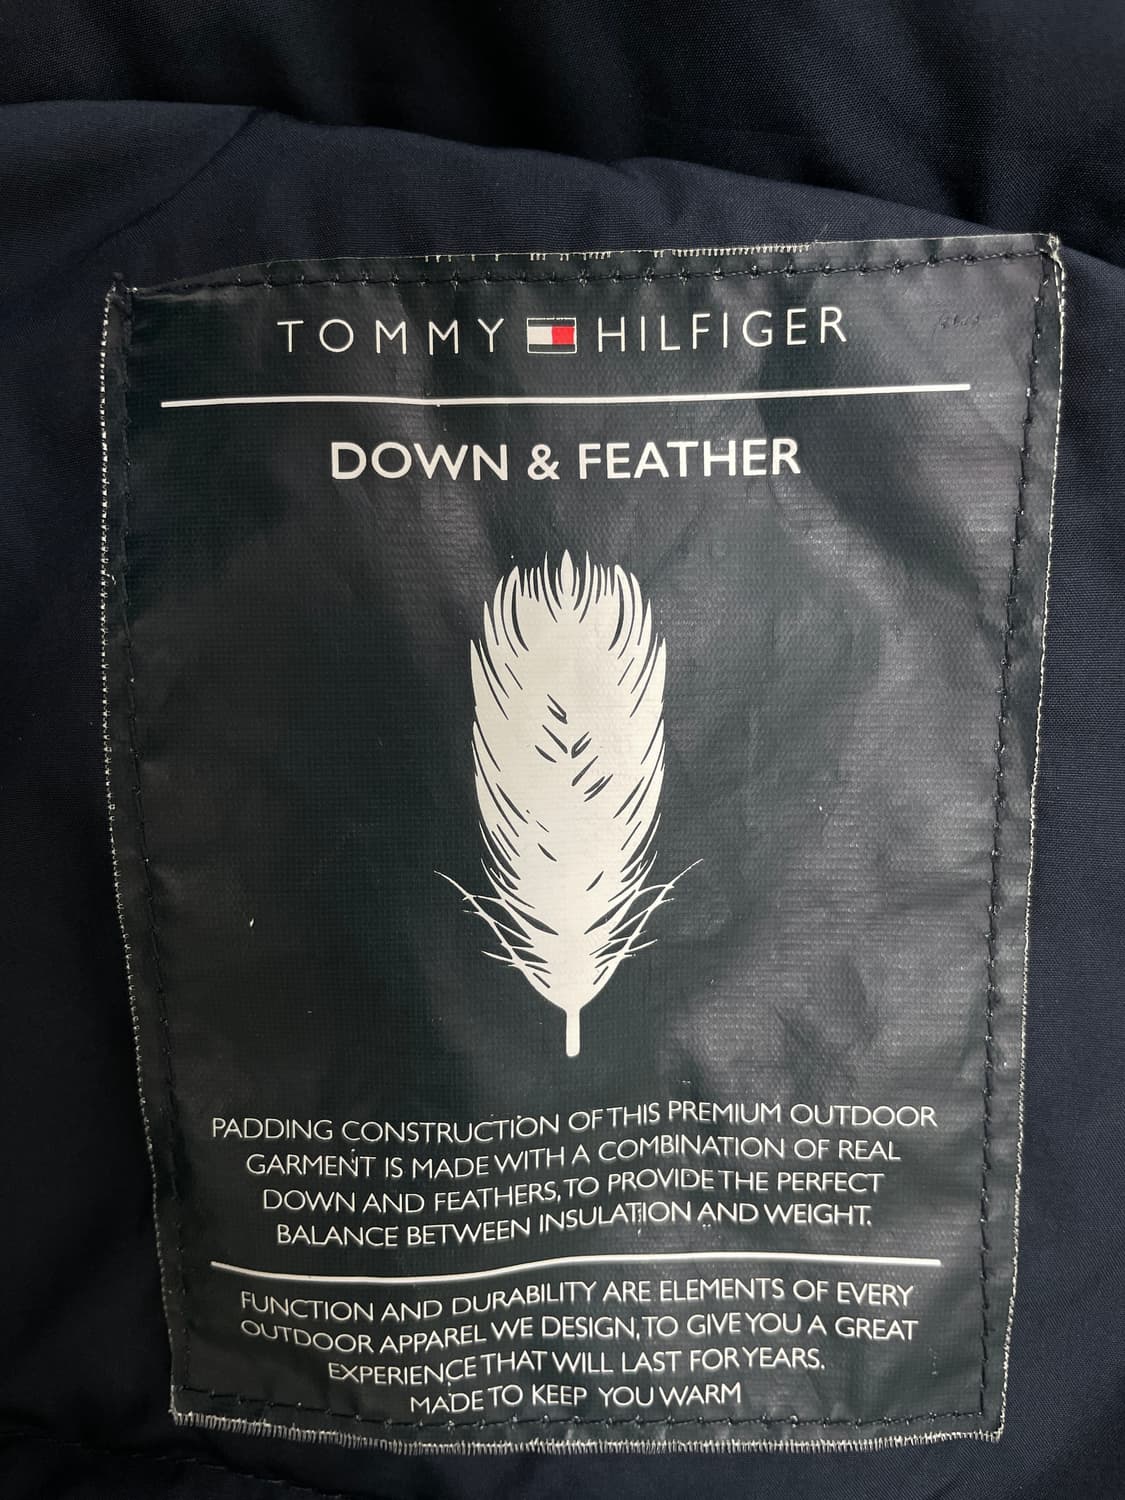 TOMMY HILFIGER
DOWN & FEATHER
PADDING CONSTRUCTION OF THIS PREMIUM OUTDOOR
GARMENT IS MADE WITH A COMBINATION OF REAL
DOWN AND FEATHERS, TO PROVIDE THE PERFECT
BALANCE BETWEEN INSULATION AND WEIGHT.
FUNCTION AND DURABILITY ARE ELEMENTS OF EVERY
OUTDOOR APPAREL WE DESIGN, TO GIVE YOU A GREAT
EXPERIENCE THAT WILL LAST FOR YEARS.
MADE TO KEEP YOU WARM